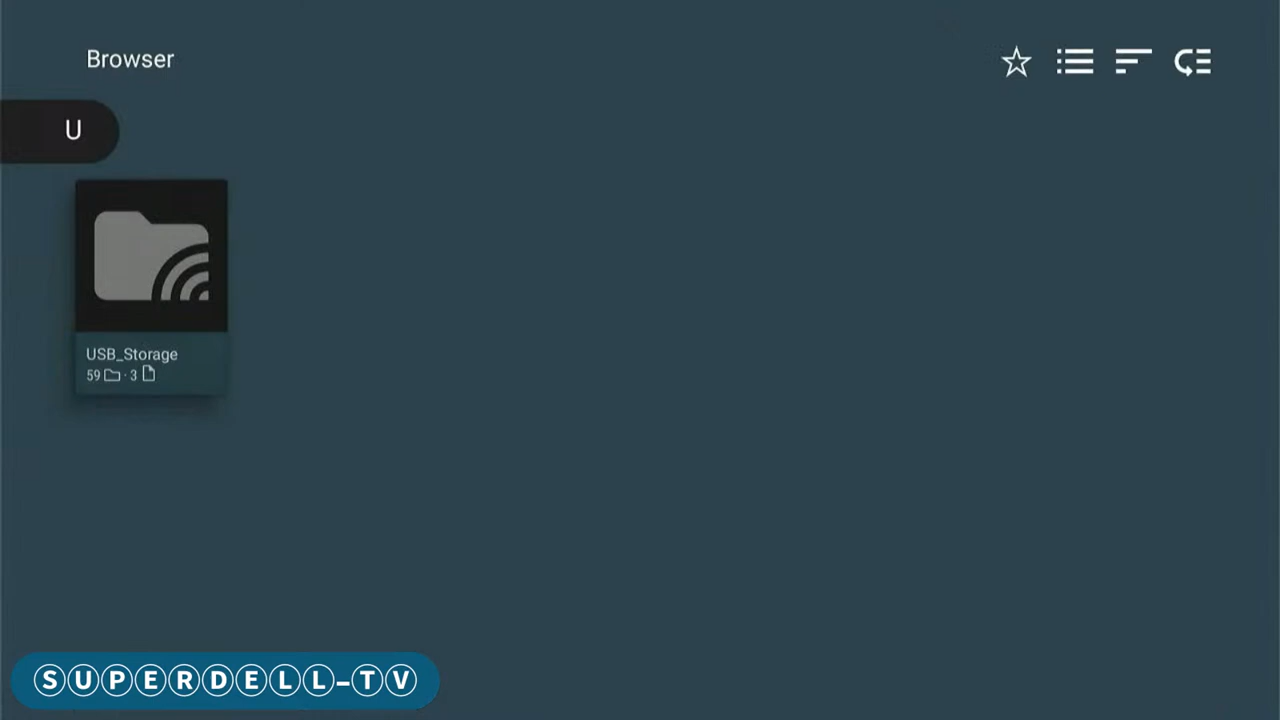 Browser
U
USB_Storage
59 · 3
ⓈⓊⓅⒺⓇⒹⒺⓁⓁ-ⓉⓋ